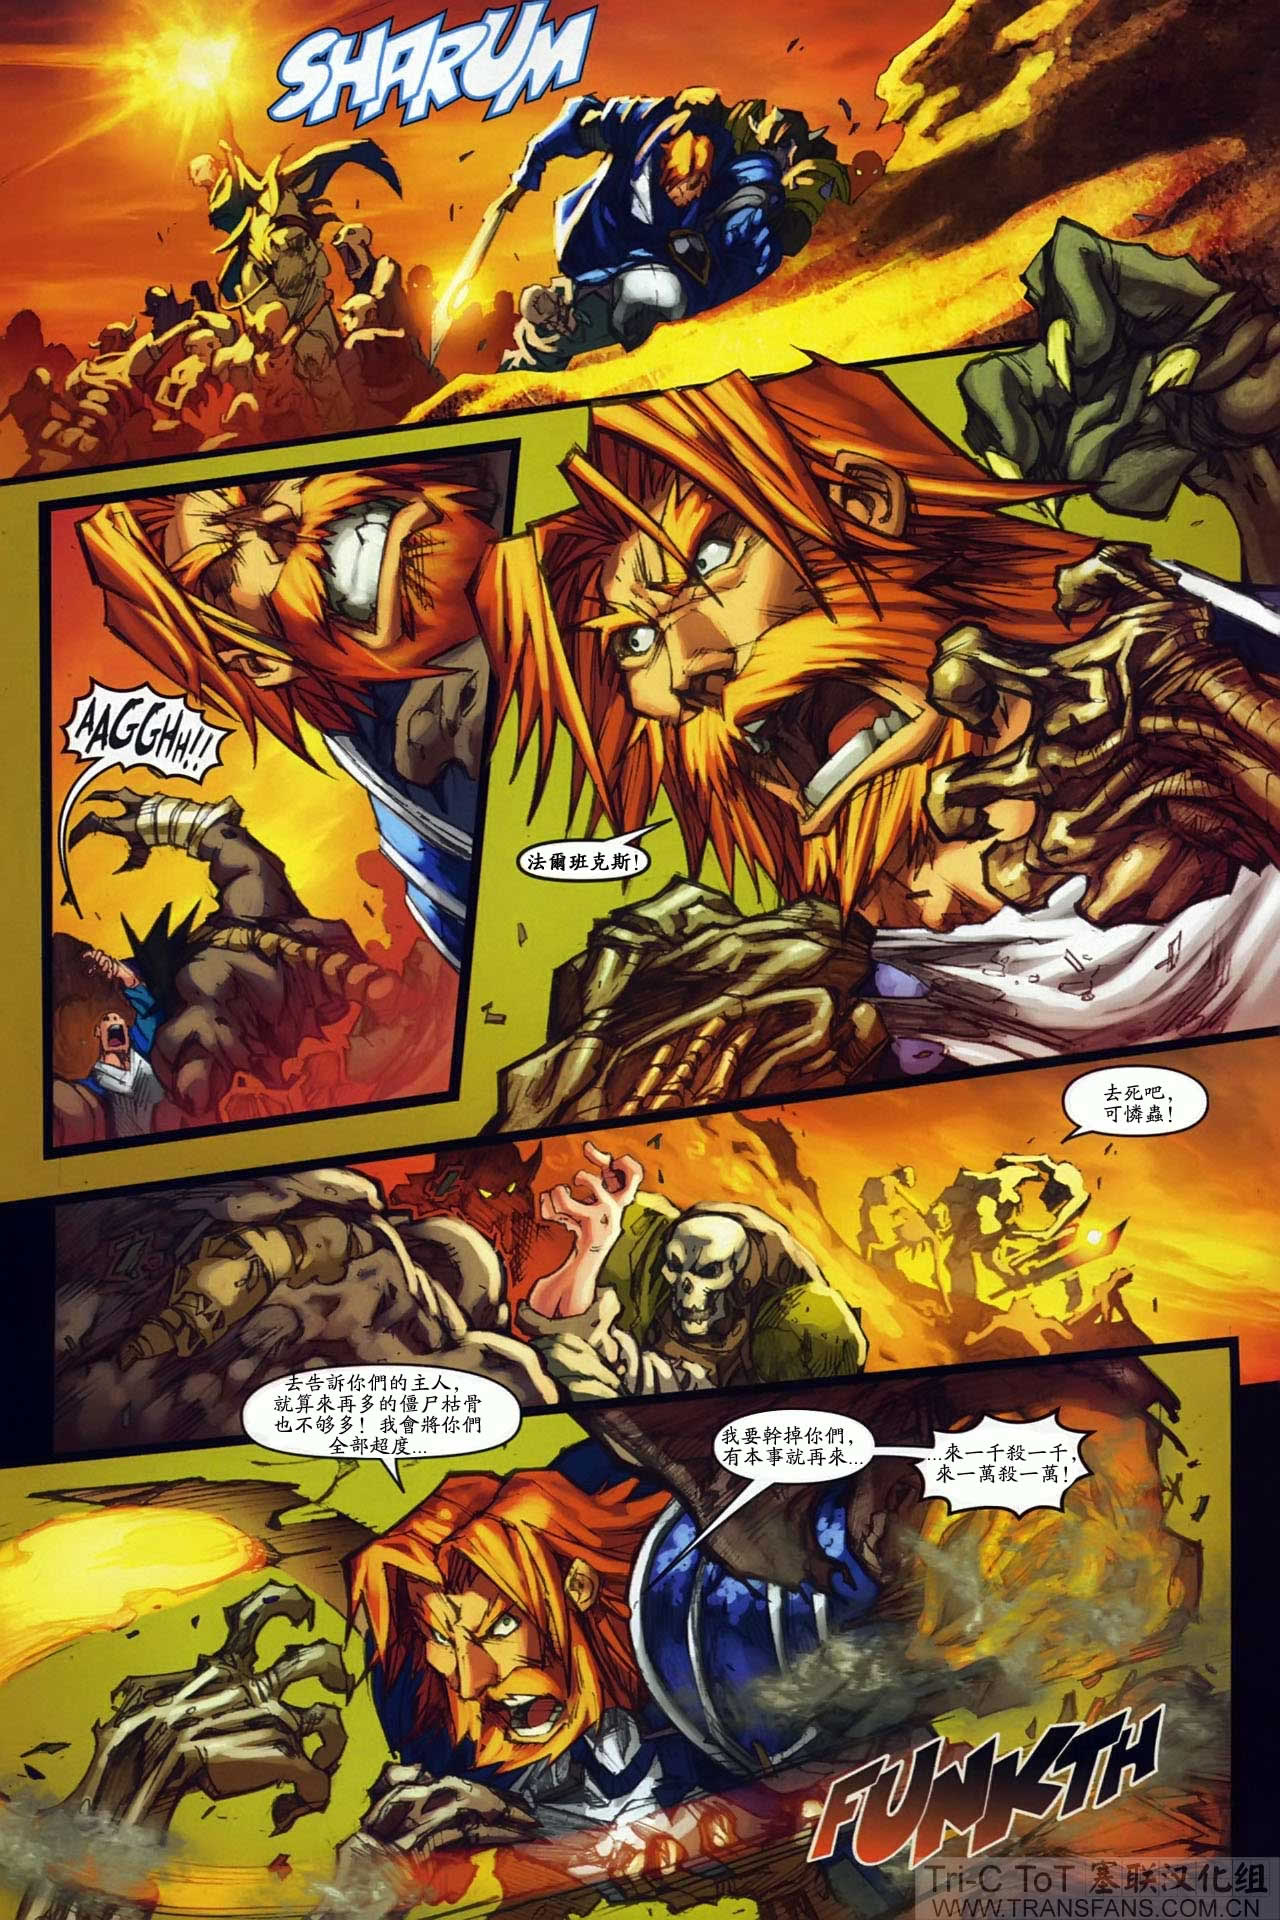 SHARUM
AAGGHH!!
法爾班克斯!
去死吧,
可憐蟲!
去告訴你們的主人,
就算來再多的僵尸枯骨
也不够多! 我會將你們
全部超度...
我要幹掉你們,
有本事就再來...
...來一千殺一千,
來一萬殺一萬!
FUNKTH
Tri-C ToT 塞联汉化组
WWW.TRANSFANS.COM.CN